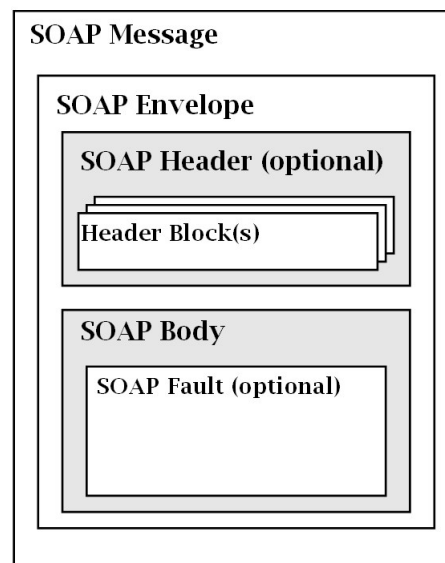 SOAP Message
SOAP Envelope
SOAP Header (optional)
Header Block(s)
SOAP Body
SOAP Fault (optional)